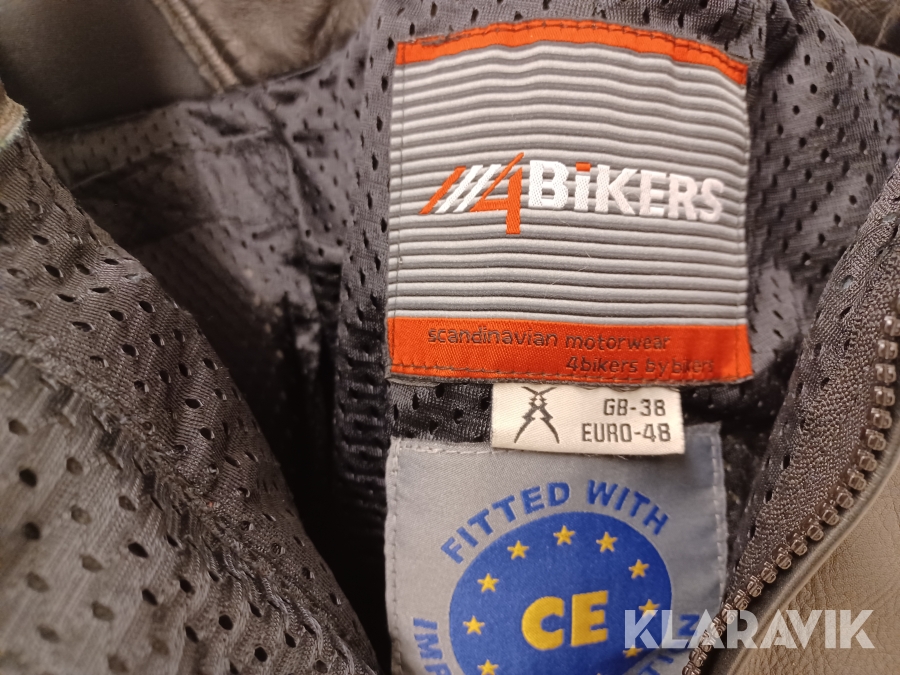 4BiKERS
scandinavian motorwear
4bikers by bikers
GB-38
EURO-48
FITTED WITH
CE
KLARAVIK